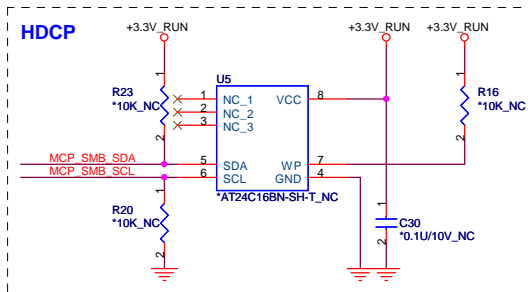 HDCP
+3.3V_RUN
+3.3V_RUN
+3.3V_RUN
U5
R23
*10K_NC
1
2
1 NC_1
2 NC_2
3 NC_3
VCC 8
R16
*10K_NC
1
2
MCP_SMB_SDA
5 SDA
WP 7
MCP_SMB_SCL
6 SCL
GND 4
*AT24C16BN-SH-T_NC
R20
*10K_NC
1
2
C30
*0.1U/10V_NC
1
2